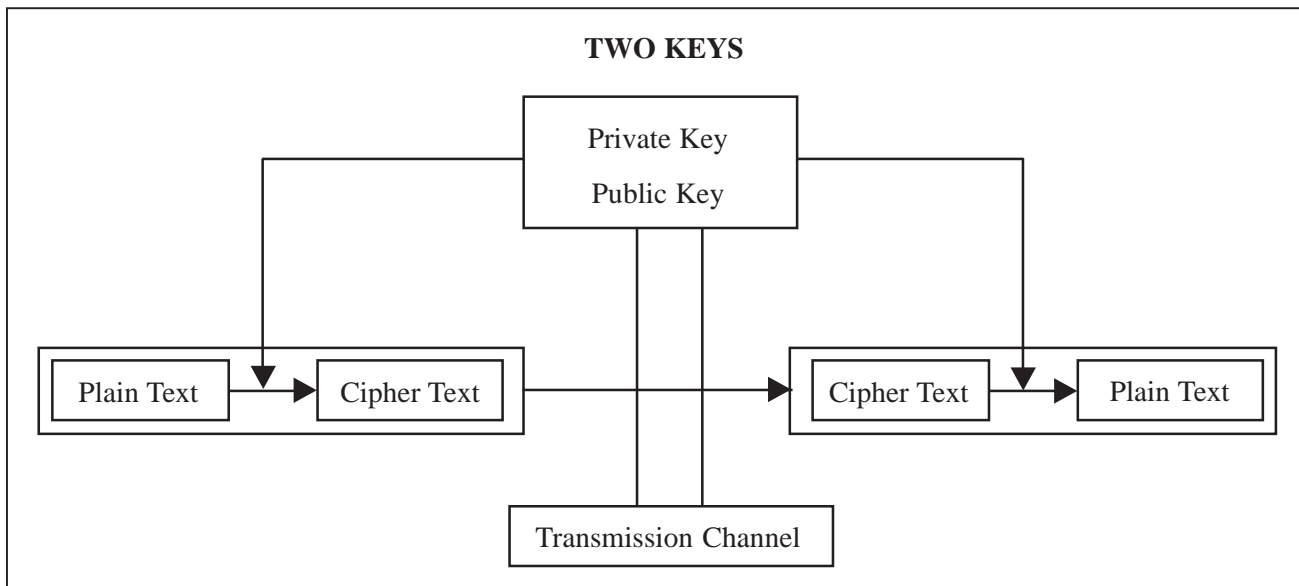 TWO KEYS
Private Key
Public Key
Plain Text
Cipher Text
Cipher Text
Plain Text
Transmission Channel